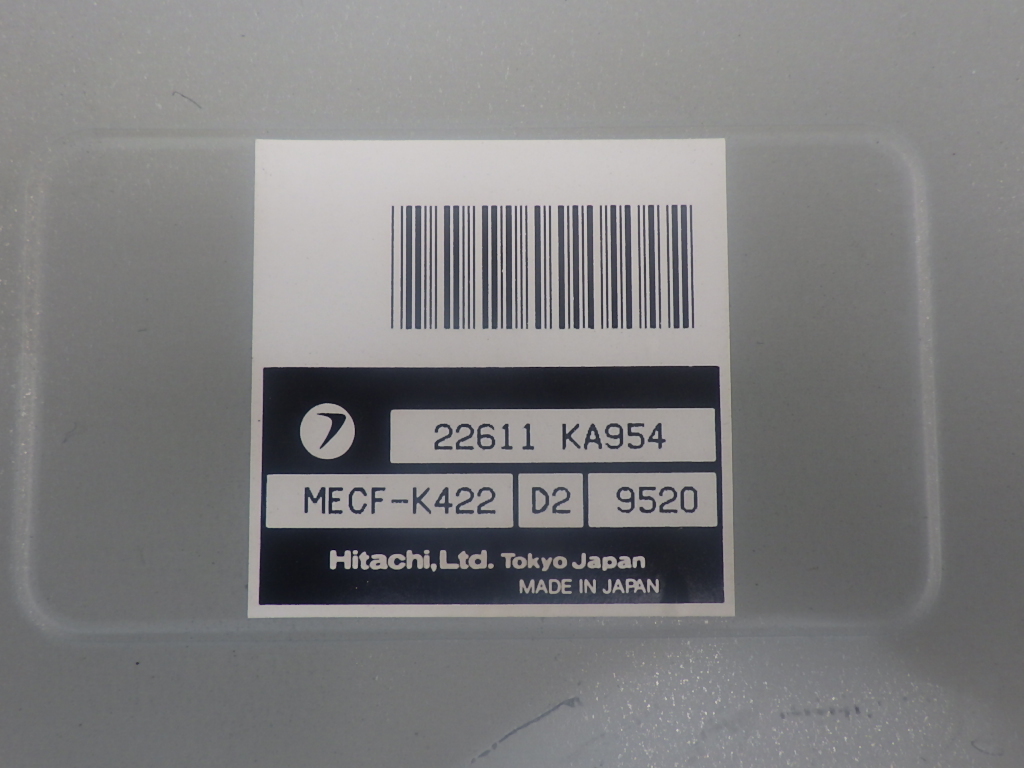 22611 KA954
MECF-K422 D2 9520
Hitachi,Ltd. Tokyo Japan
MADE IN JAPAN